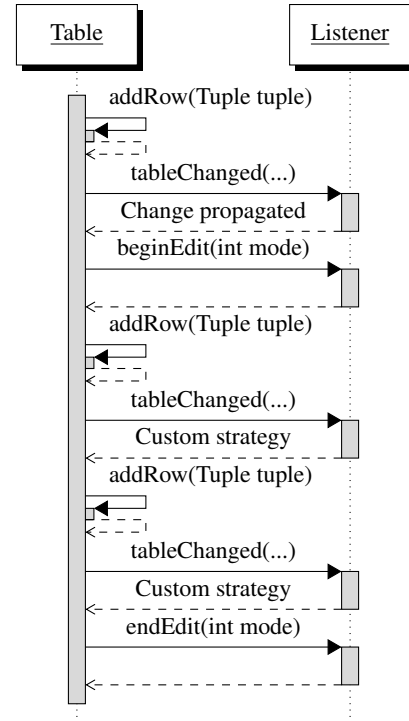 Table
Listener
addRow(Tuple tuple)
tableChanged(...)
Change propagated
beginEdit(int mode)
addRow(Tuple tuple)
tableChanged(...)
Custom strategy
addRow(Tuple tuple)
tableChanged(...)
Custom strategy
endEdit(int mode)